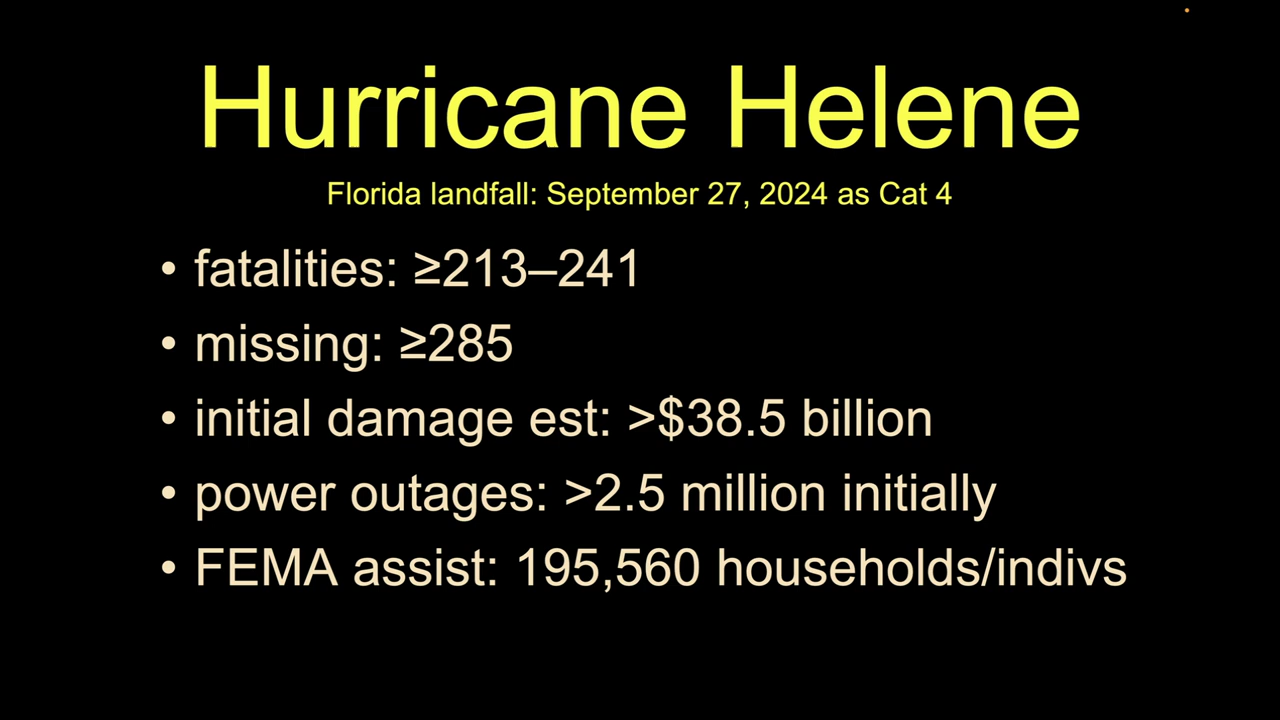 Hurricane Helene
Florida landfall: September 27, 2024 as Cat 4
• fatalities: ≥213–241
• missing: ≥285
• initial damage est: >$38.5 billion
• power outages: >2.5 million initially
• FEMA assist: 195,560 households/indivs